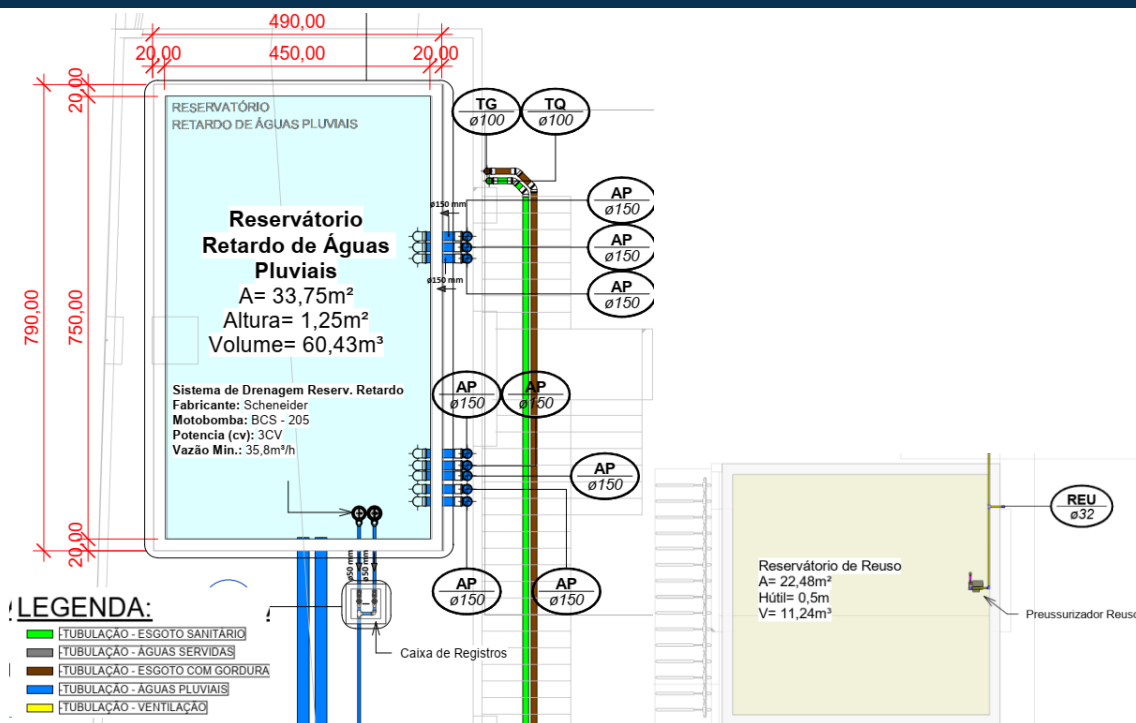 490,00
20,00
450,00
20,00
20,00
790,00
750,00
20,00
RESERVATÓRIO
RETARDO DE ÁGUAS PLUVIAIS
Reservátorio
Retardo de Águas
Pluviais
A= 33,75m²
Altura= 1,25m²
Volume= 60,43m³
Sistema de Drenagem Reserv. Retardo
Fabricante: Scheneider
Motobomba: BCS - 205
Potencia (cv): 3CV
Vazão Min.: 35,8m³/h
TG
ø100
TQ
ø100
AP
ø150
AP
ø150
AP
ø150
ø150 mm
ø150 mm
AP
ø150
AP
ø150
AP
ø150
AP
ø150
AP
ø150
ø50 mm
ø50 mm
Caixa de Registros
LEGENDA:
TUBULAÇÃO - ESGOTO SANITÁRIO
TUBULAÇÃO - ÁGUAS SERVIDAS
TUBULAÇÃO - ESGOTO COM GORDURA
TUBULAÇÃO - ÁGUAS PLUVIAIS
TUBULAÇÃO - VENTILAÇÃO
REU
ø32
Reservatório de Reuso
A= 22,48m²
Hútil= 0,5m
V= 11,24m³
Preussurizador Reuso